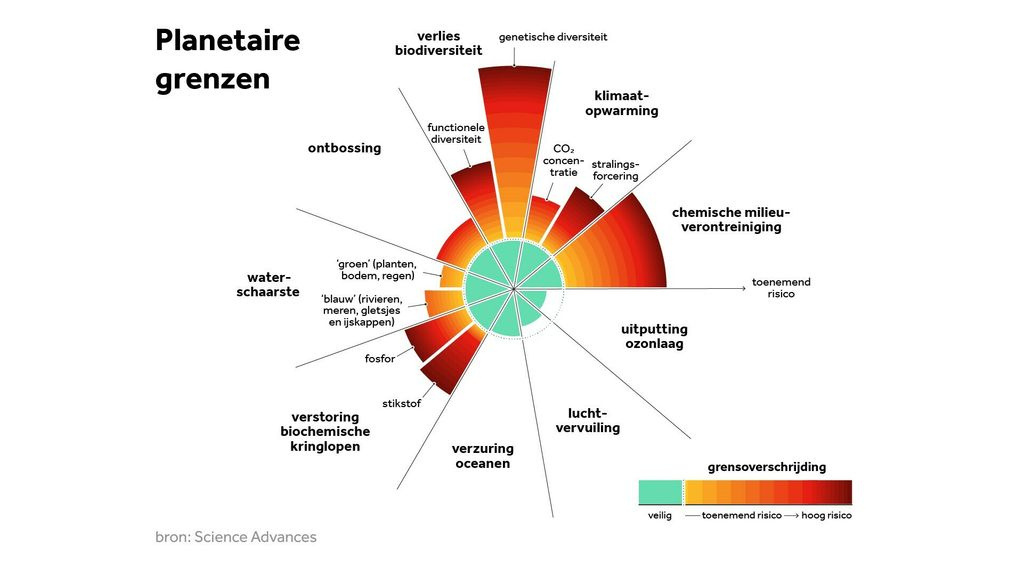 Planetaire
grenzen
verlies
biodiversiteit
genetische diversiteit
klimaat-
opwarming
functionele
diversiteit
ontbossing
CO₂
concen-
tratie
stralings-
forcering
chemische milieu-
verontreiniging
'groen' (planten,
bodem, regen)
water-
schaarste
'blauw' (rivieren,
meren, gletsjes
en ijskappen)
toenemend
risico
uitputting
ozonlaag
fosfor
stikstof
verstoring
biochemische
kringlopen
verzuring
oceanen
lucht-
vervuiling
grensoverschrijding
veilig
toenemend risico
hoog risico
bron: Science Advances